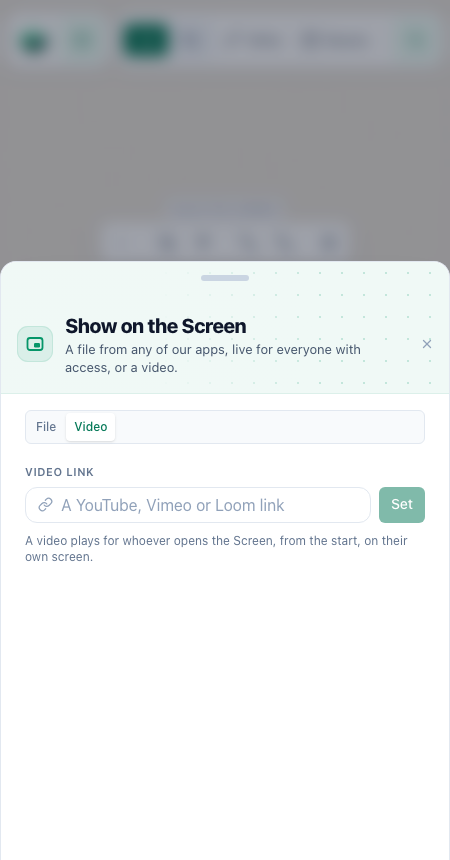 Show on the Screen
A file from any of our apps, live for everyone with
access, or a video.
File
Video
VIDEO LINK
A YouTube, Vimeo or Loom link
Set
A video plays for whoever opens the Screen, from the start, on their
own screen.